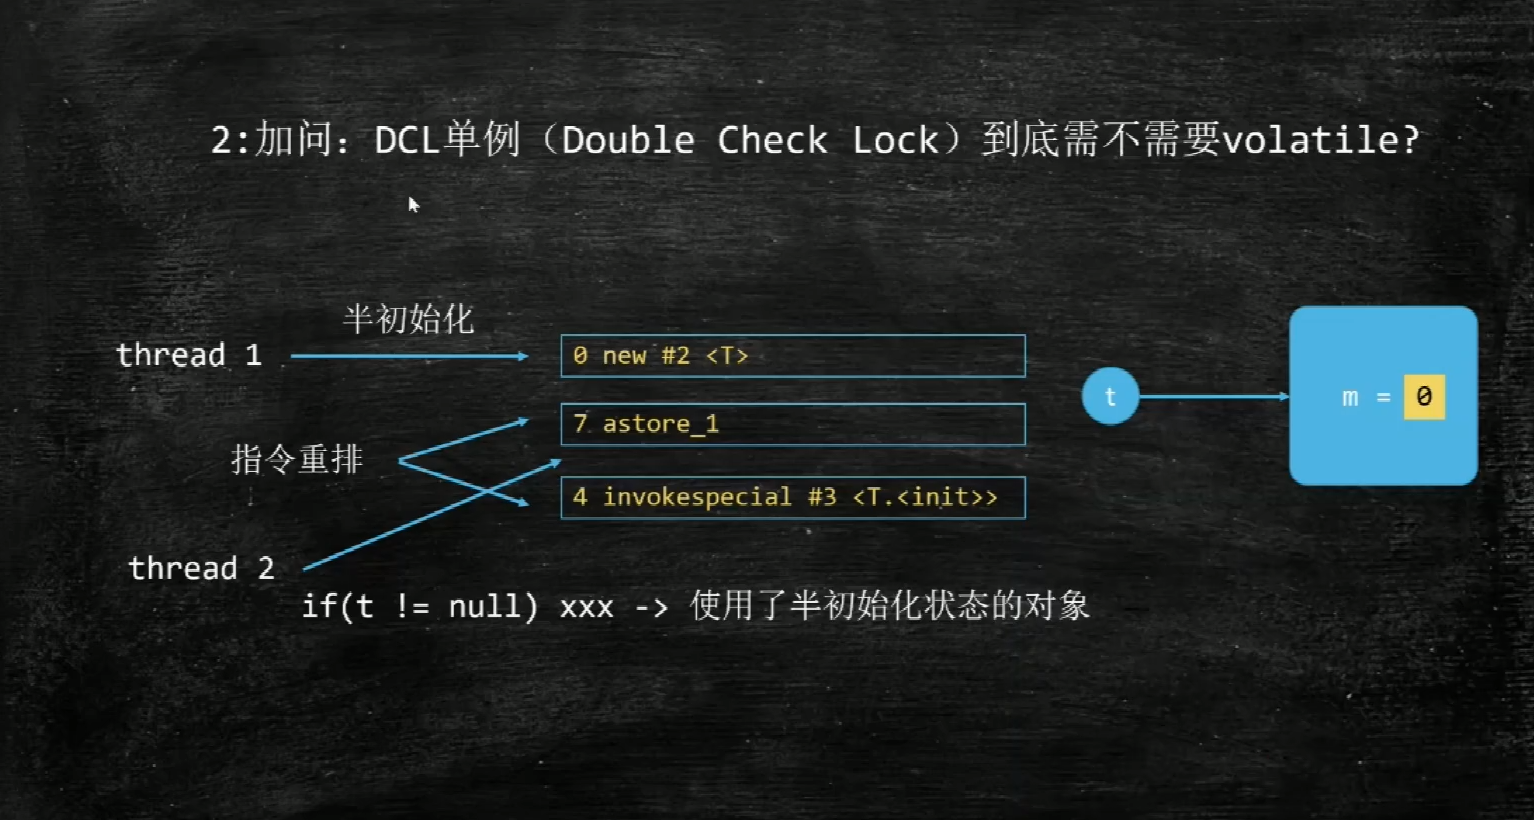 2:加问：DCL单例（Double Check Lock）到底需不需要volatile?
半初始化
thread 1
0 new #2 <T>
t
m = 0
7 astore_1
指令重排
4 invokespecial #3 <T.<init>>
thread 2
if(t != null) xxx -> 使用了半初始化状态的对象